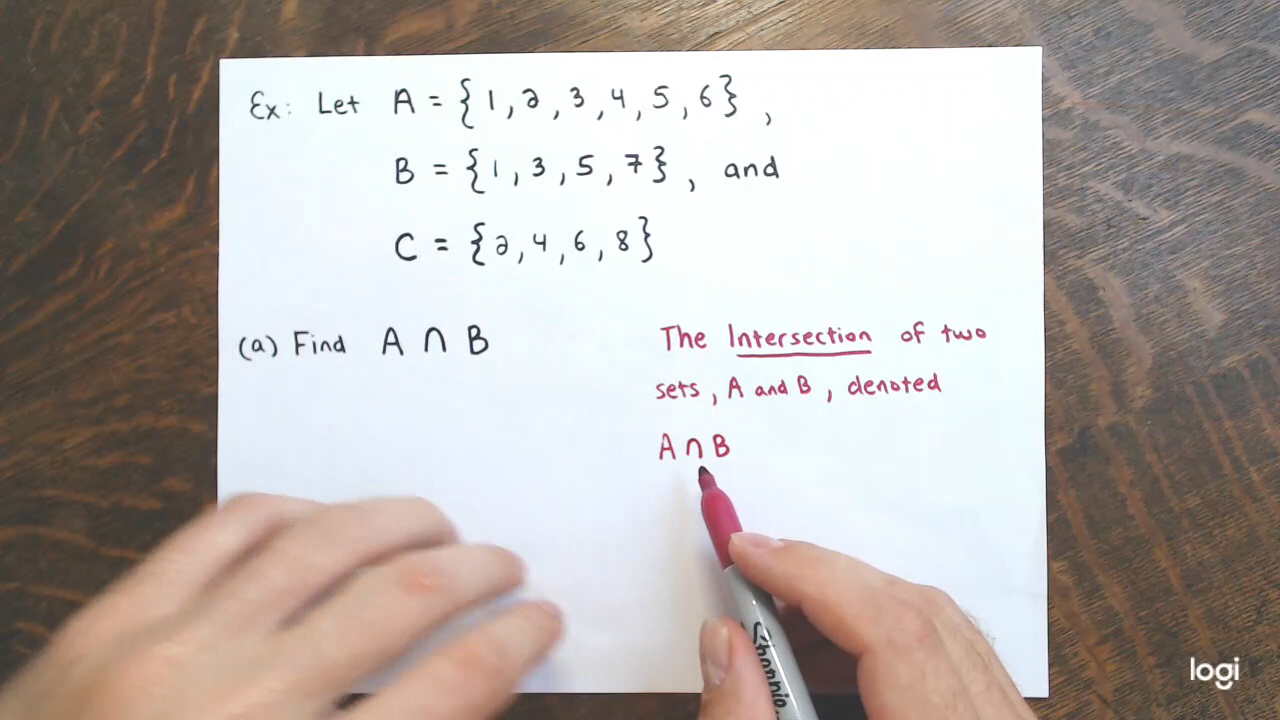 Ex: Let A = {1, 2, 3, 4, 5, 6},
B = {1, 3, 5, 7}, and
C = {2, 4, 6, 8}
(a) Find A ∩ B
The Intersection of two
sets, A and B, denoted
A ∩ B
Sharpie
logi